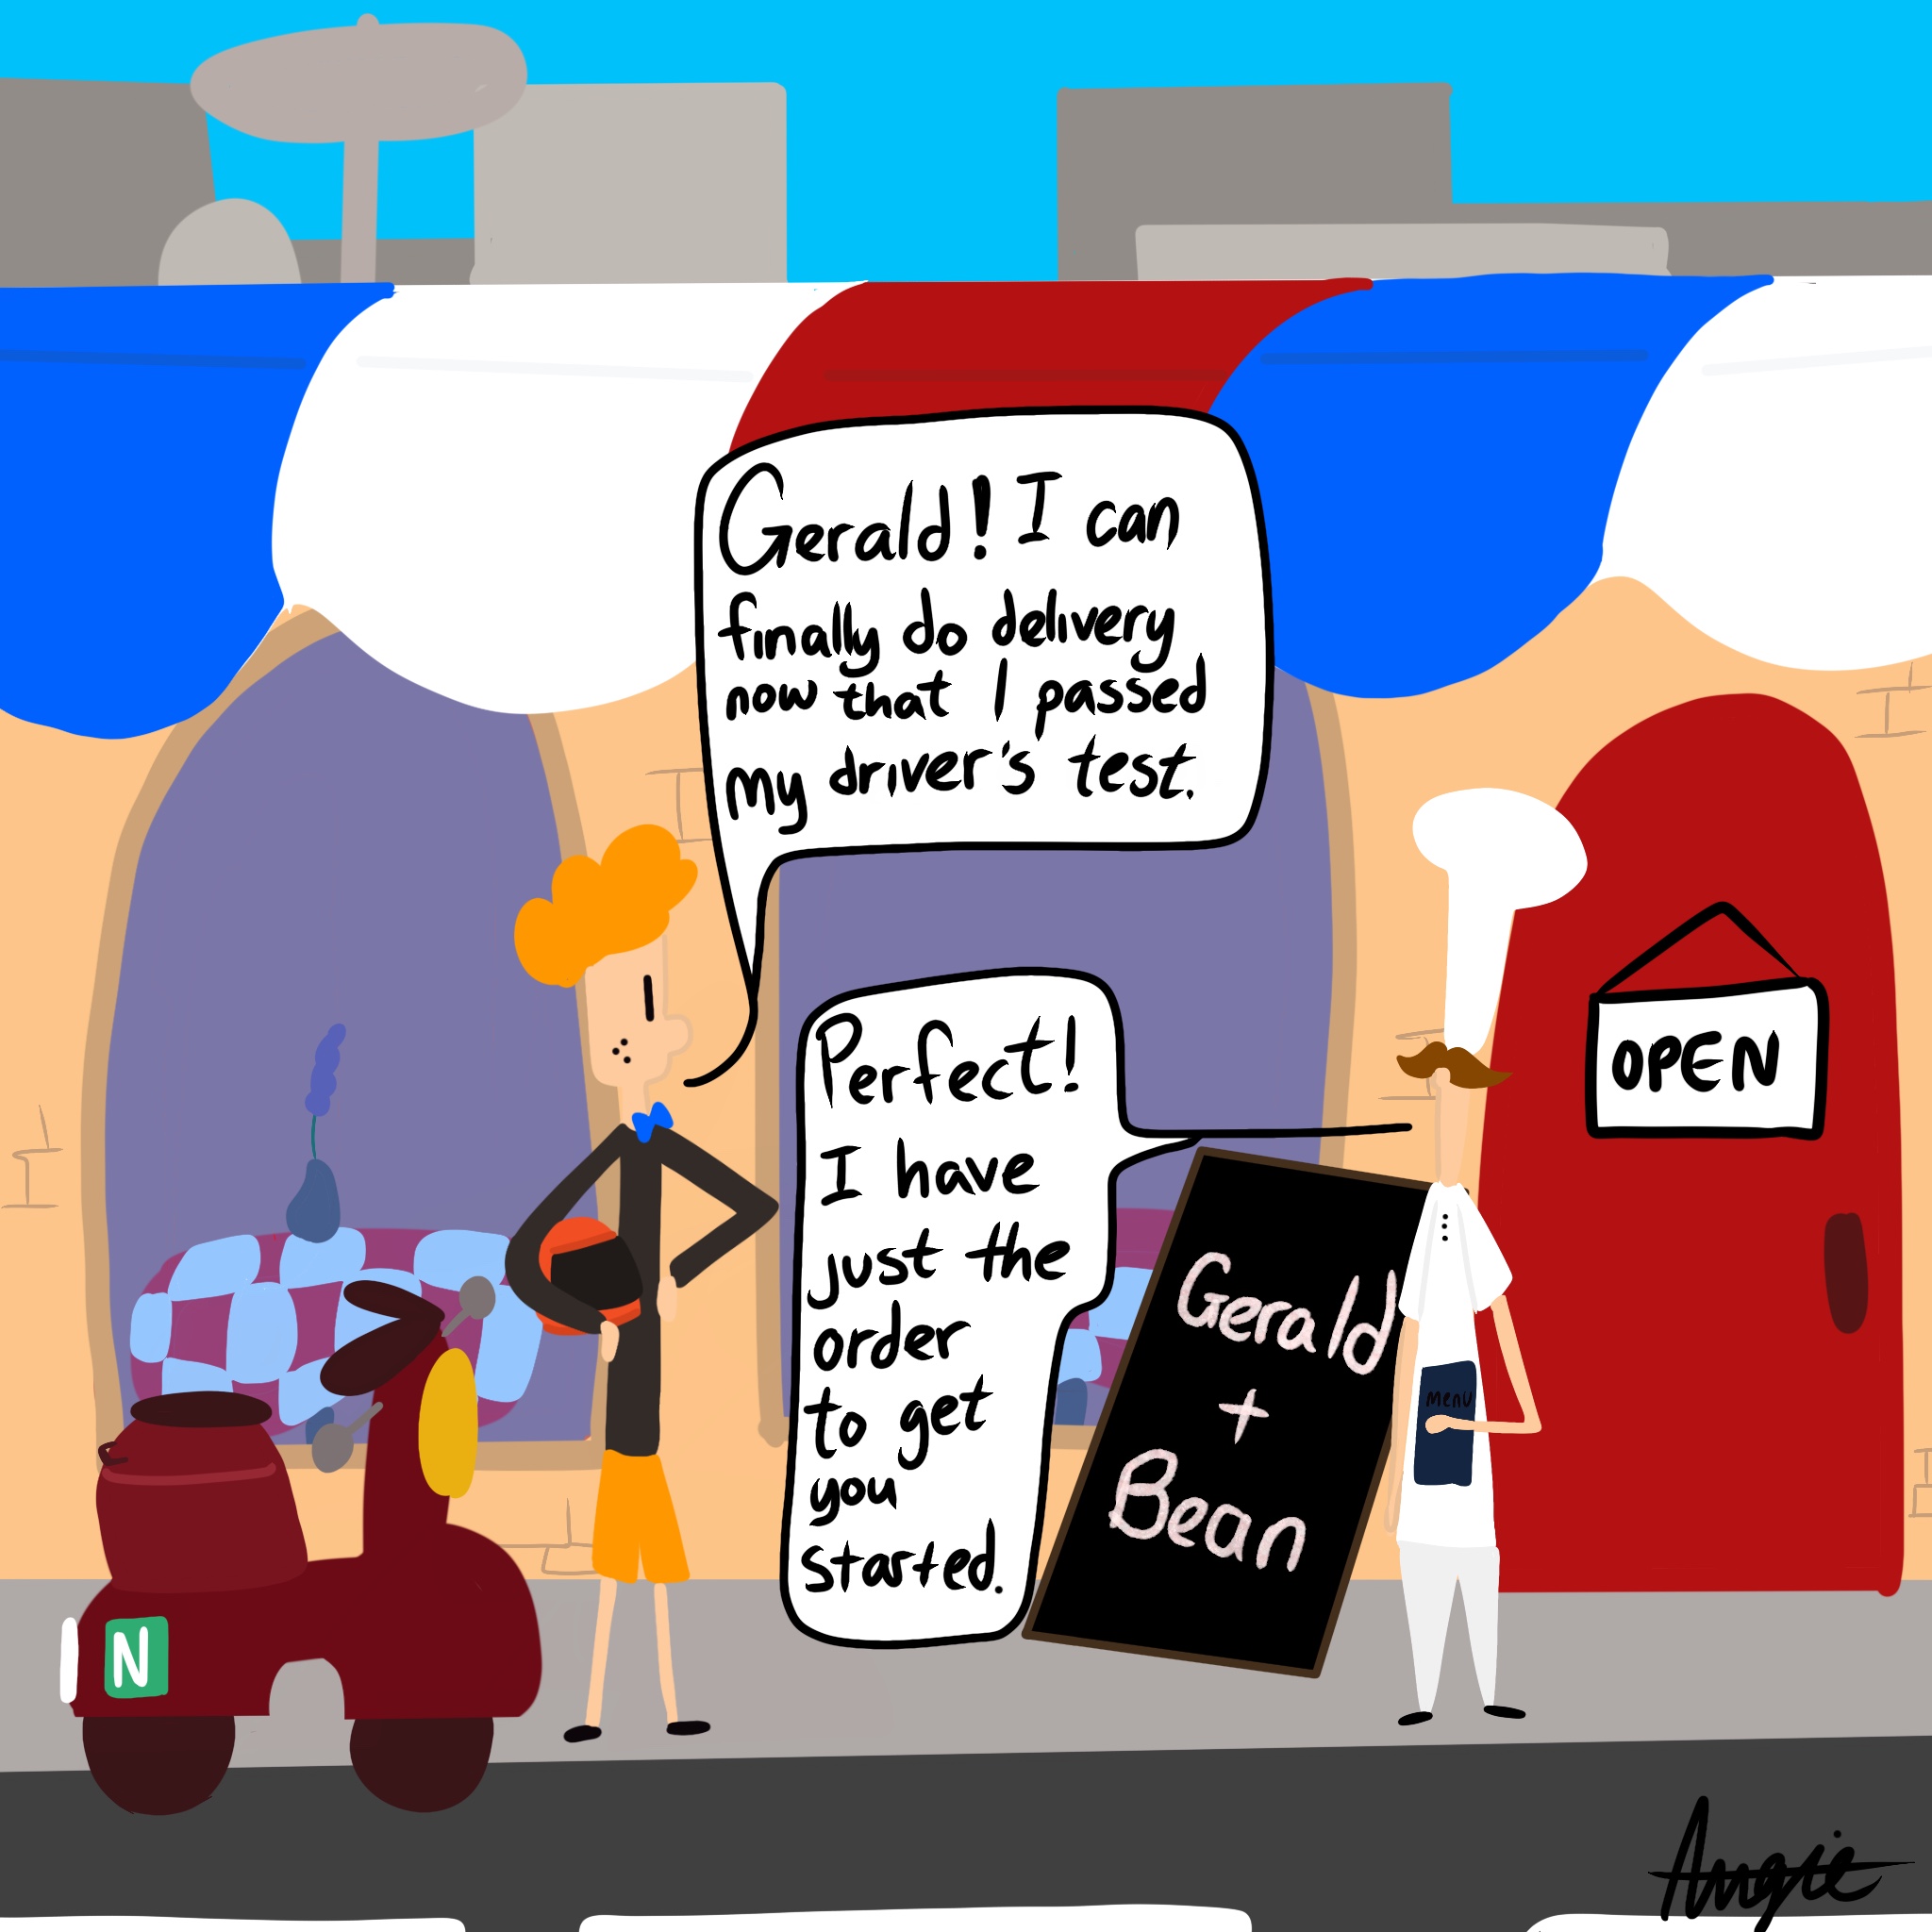 Gerald! I can
finally do delivery
now that I passed
my driver's test.
Perfect!
I have
just the
order
to get
you
started.
OPEN
Gerald
+
Bean
menu
N
Angie